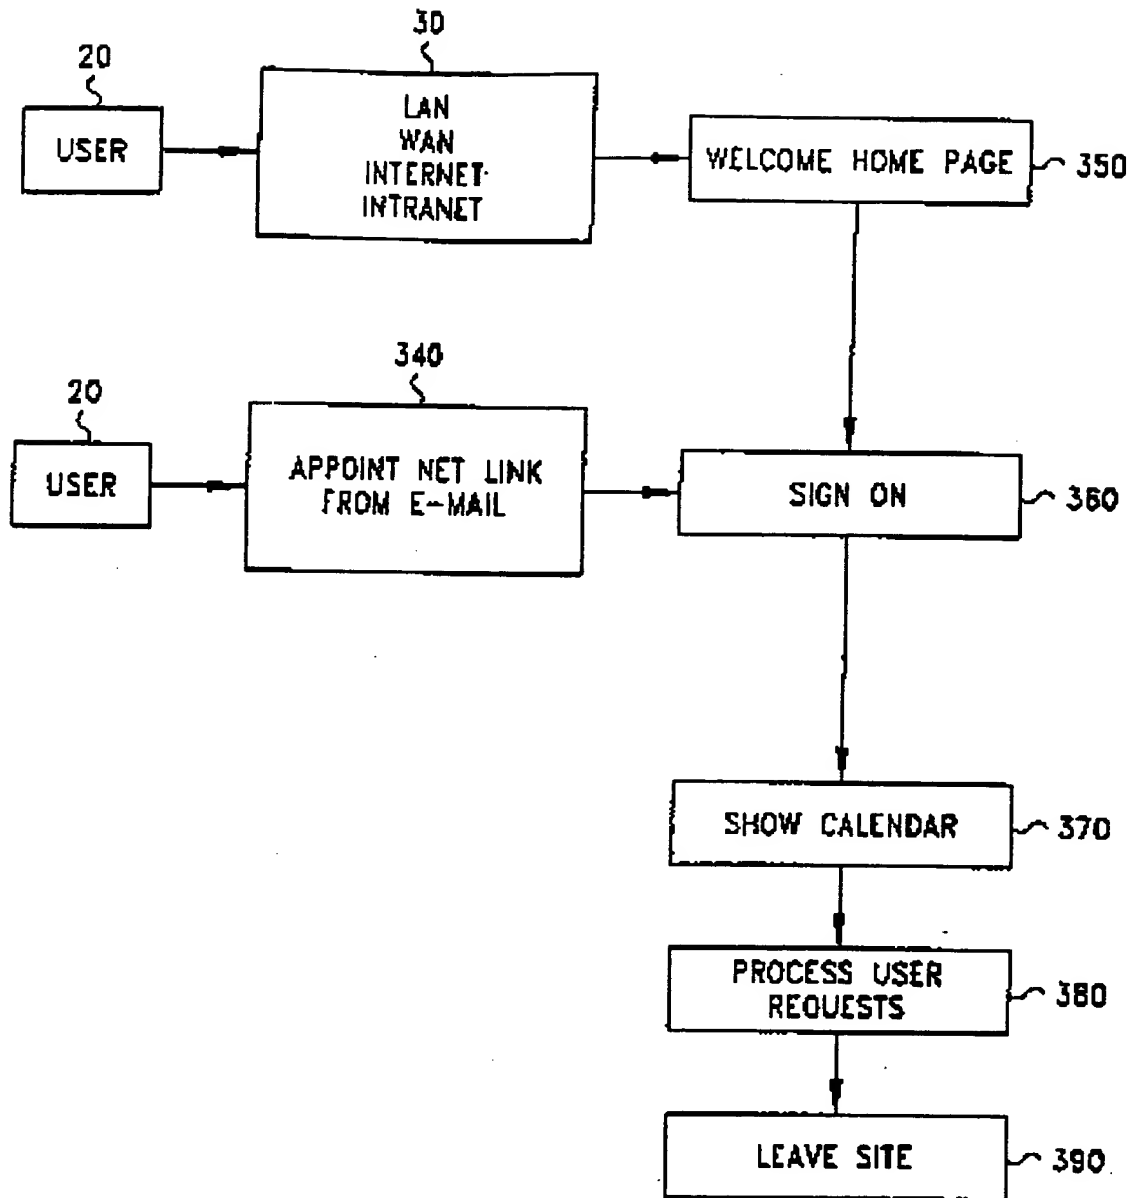 20
30
USER
LAN
WAN
INTERNET
INTRANET
WELCOME HOME PAGE
350
20
340
USER
APPOINT NET LINK
FROM E-MAIL
SIGN ON
360
SHOW CALENDAR
370
PROCESS USER
REQUESTS
380
LEAVE SITE
390